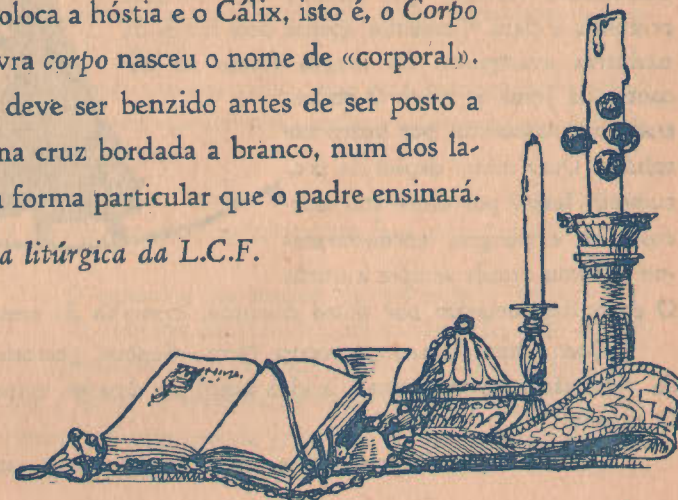 oloca a hóstia e o Cálix, isto é, o Corpo
vra corpo nasceu o nome de «corporal».
deve ser benzido antes de ser posto a
na cruz bordada a branco, num dos la-
forma particular que o padre ensinará.
a litúrgica da L.C.F.